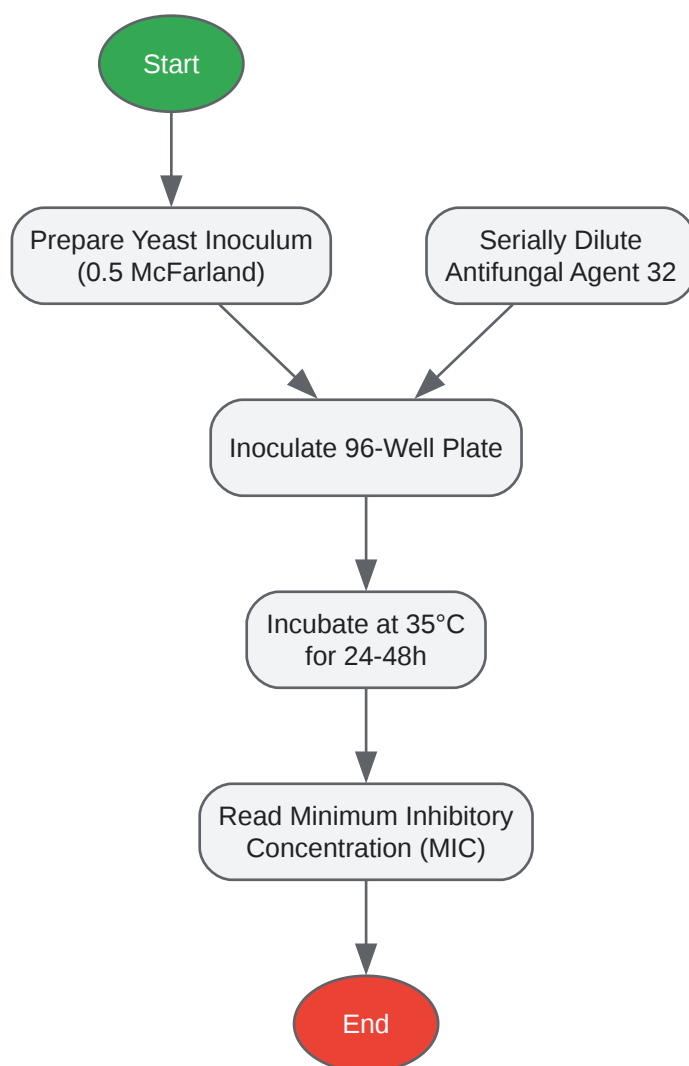 Start
Prepare Yeast Inoculum
(0.5 McFarland)
Serially Dilute
Antifungal Agent 32
Inoculate 96-Well Plate
Incubate at 35°C
for 24-48h
Read Minimum Inhibitory
Concentration (MIC)
End